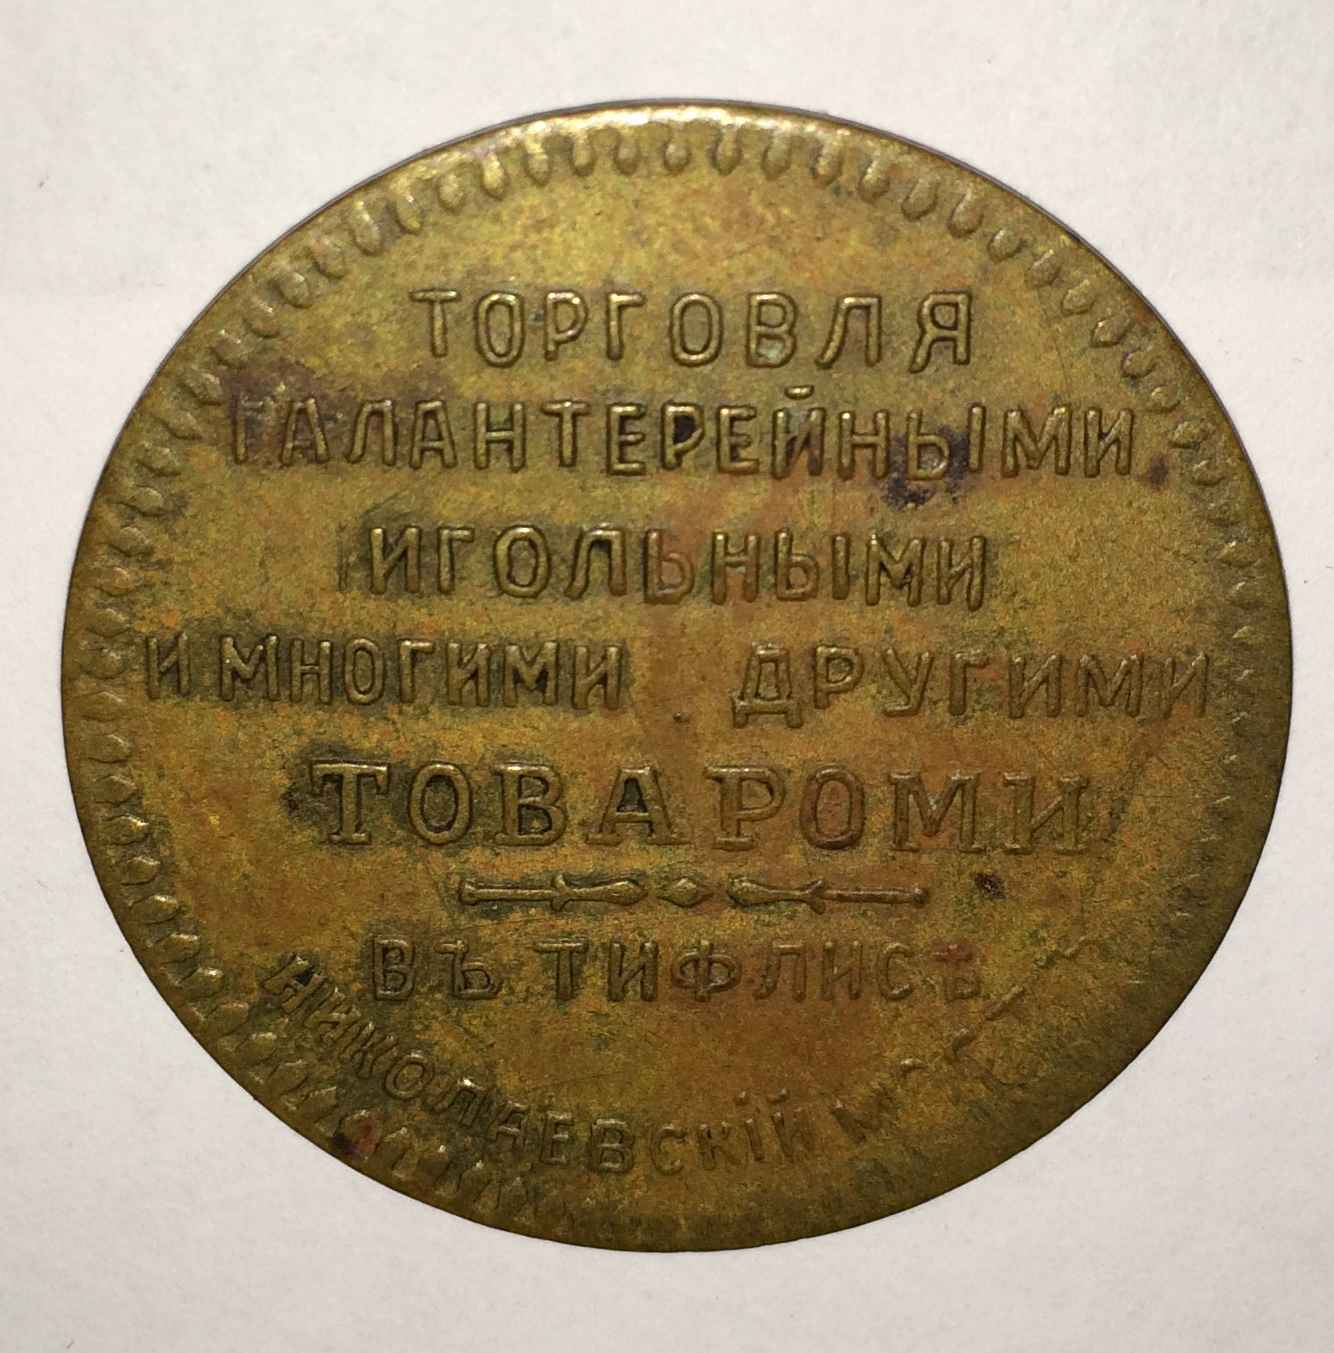 ТОРГОВЛЯ
ГАЛАНТЕРЕЙНЫМИ
ИГОЛЬНЫМИ
И МНОГИМИ ДРУГИМИ
ТОВАРОМИ
ВЪ ТИФЛИСѢ
НИКОЛАЕВСКІЙ